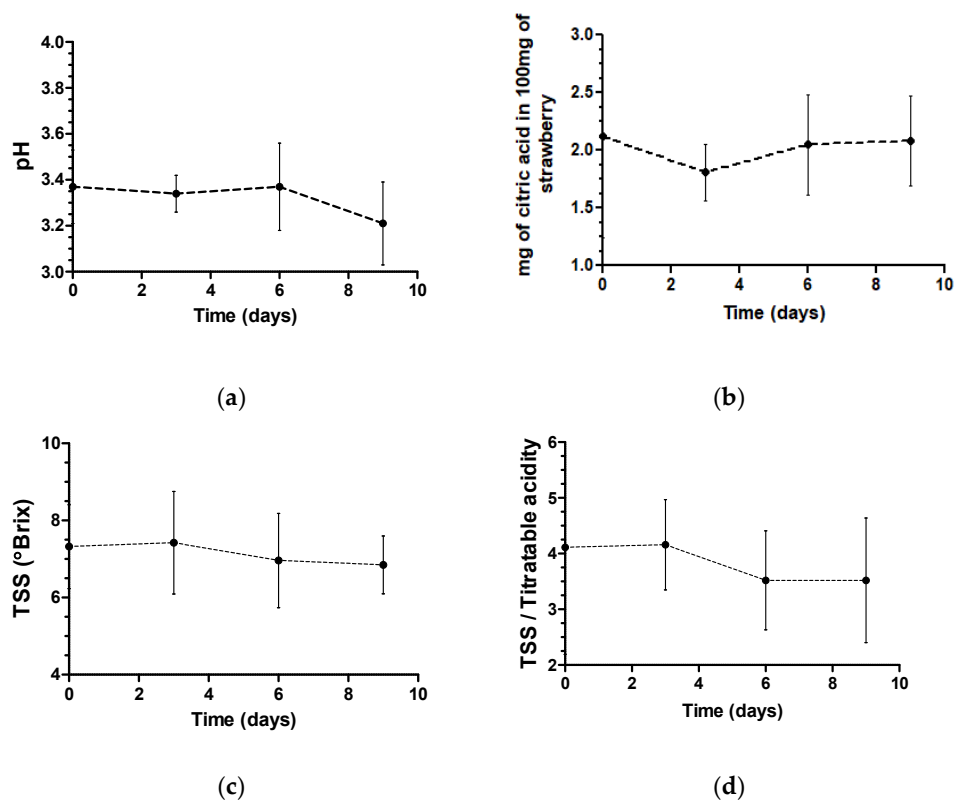 4.0
3.8
3.6
3.4
3.2
3.0
pH
0 2 4 6 8 10
Time (days)
(a)
3.0
2.5
2.0
1.5
1.0
mg of citric acid in 100mg of
strawberry
0 2 4 6 8 10
Time (days)
(b)
10
8
6
4
TSS (°Brix)
0 2 4 6 8 10
Time (days)
(c)
6
5
4
3
2
TSS / Titratable acidity
0 2 4 6 8 10
Time (days)
(d)